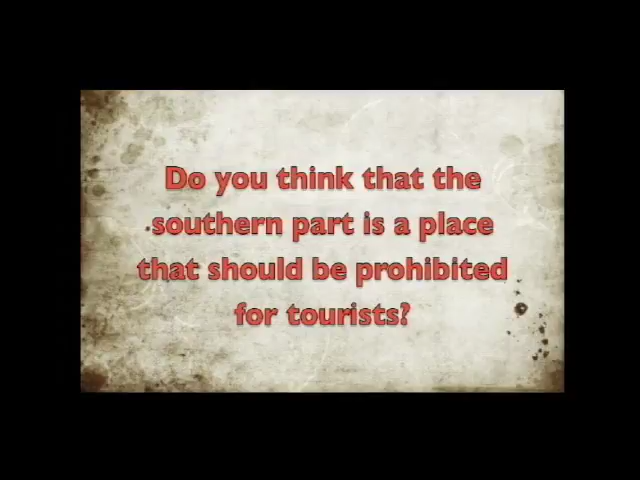 Do you think that the
southern part is a place
that should be prohibited
for tourists?